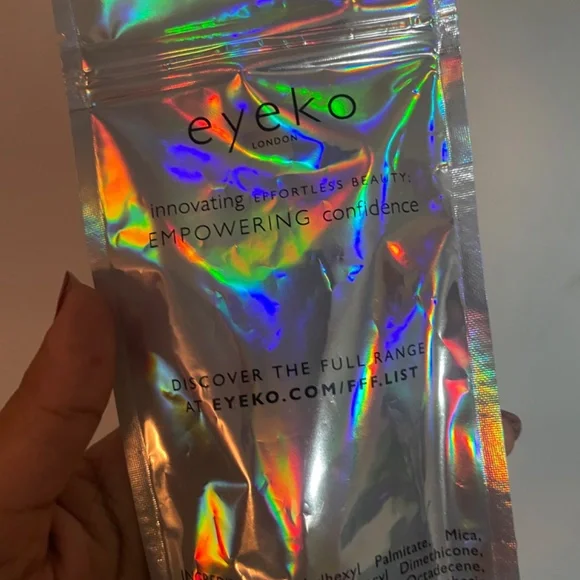 eyeko
LONDON
innovating EFFORTLESS BEAUTY;
EMPOWERING confidence
DISCOVER THE FULL RANGE
AT EYEKO.COM/FFF.LIST
Palmitate, Mica,
Dimethicone,
Octadecene,